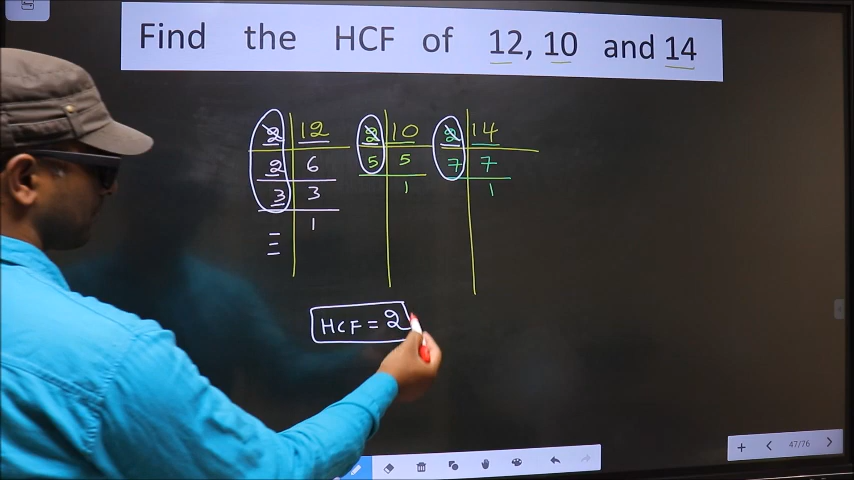 Find the HCF of 12, 10 and 14
2 12 2 10 2 14
2 6 5 5 7 7
3 3 1 1
1
HCF = 2
47/76